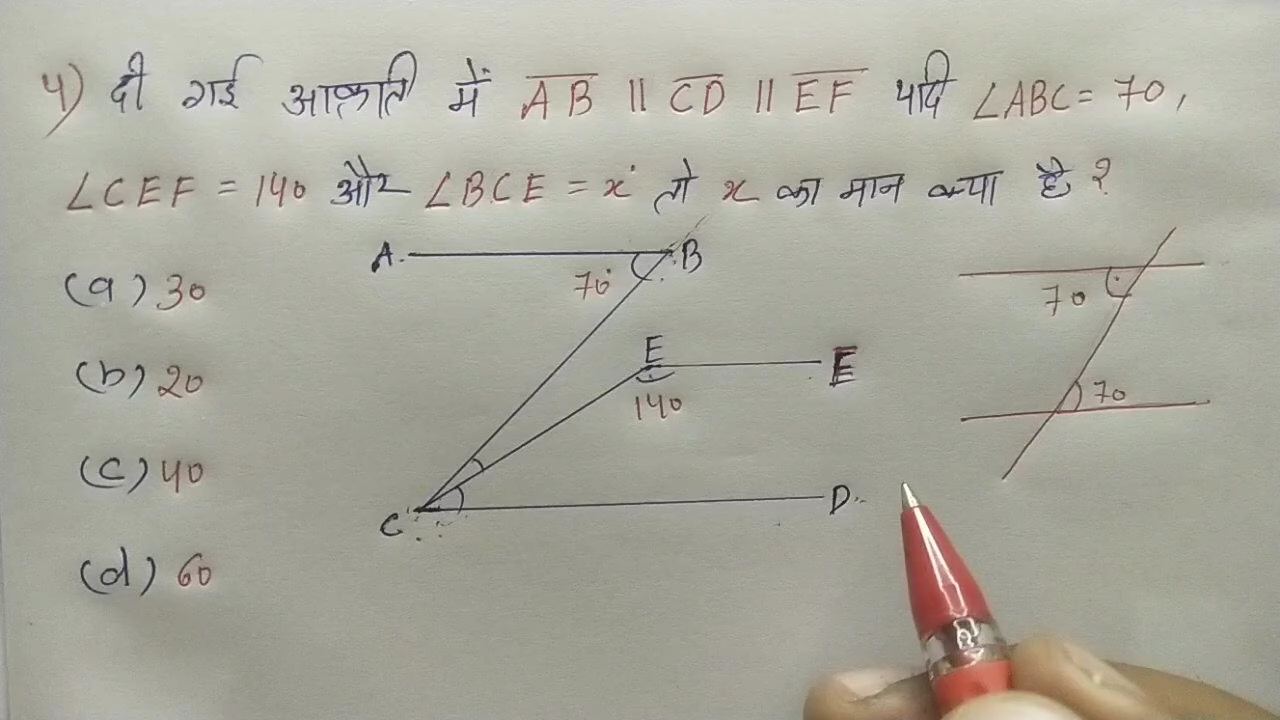 4) दी गई आकृति में AB || CD || EF यदि ∠ABC = 70,
∠CEF = 140 और ∠BCE = x° तो x का मान क्या है ?
(a) 30
(b) 20
(c) 40
(d) 60
A
B
70°
E
E
140
C
D
70
70